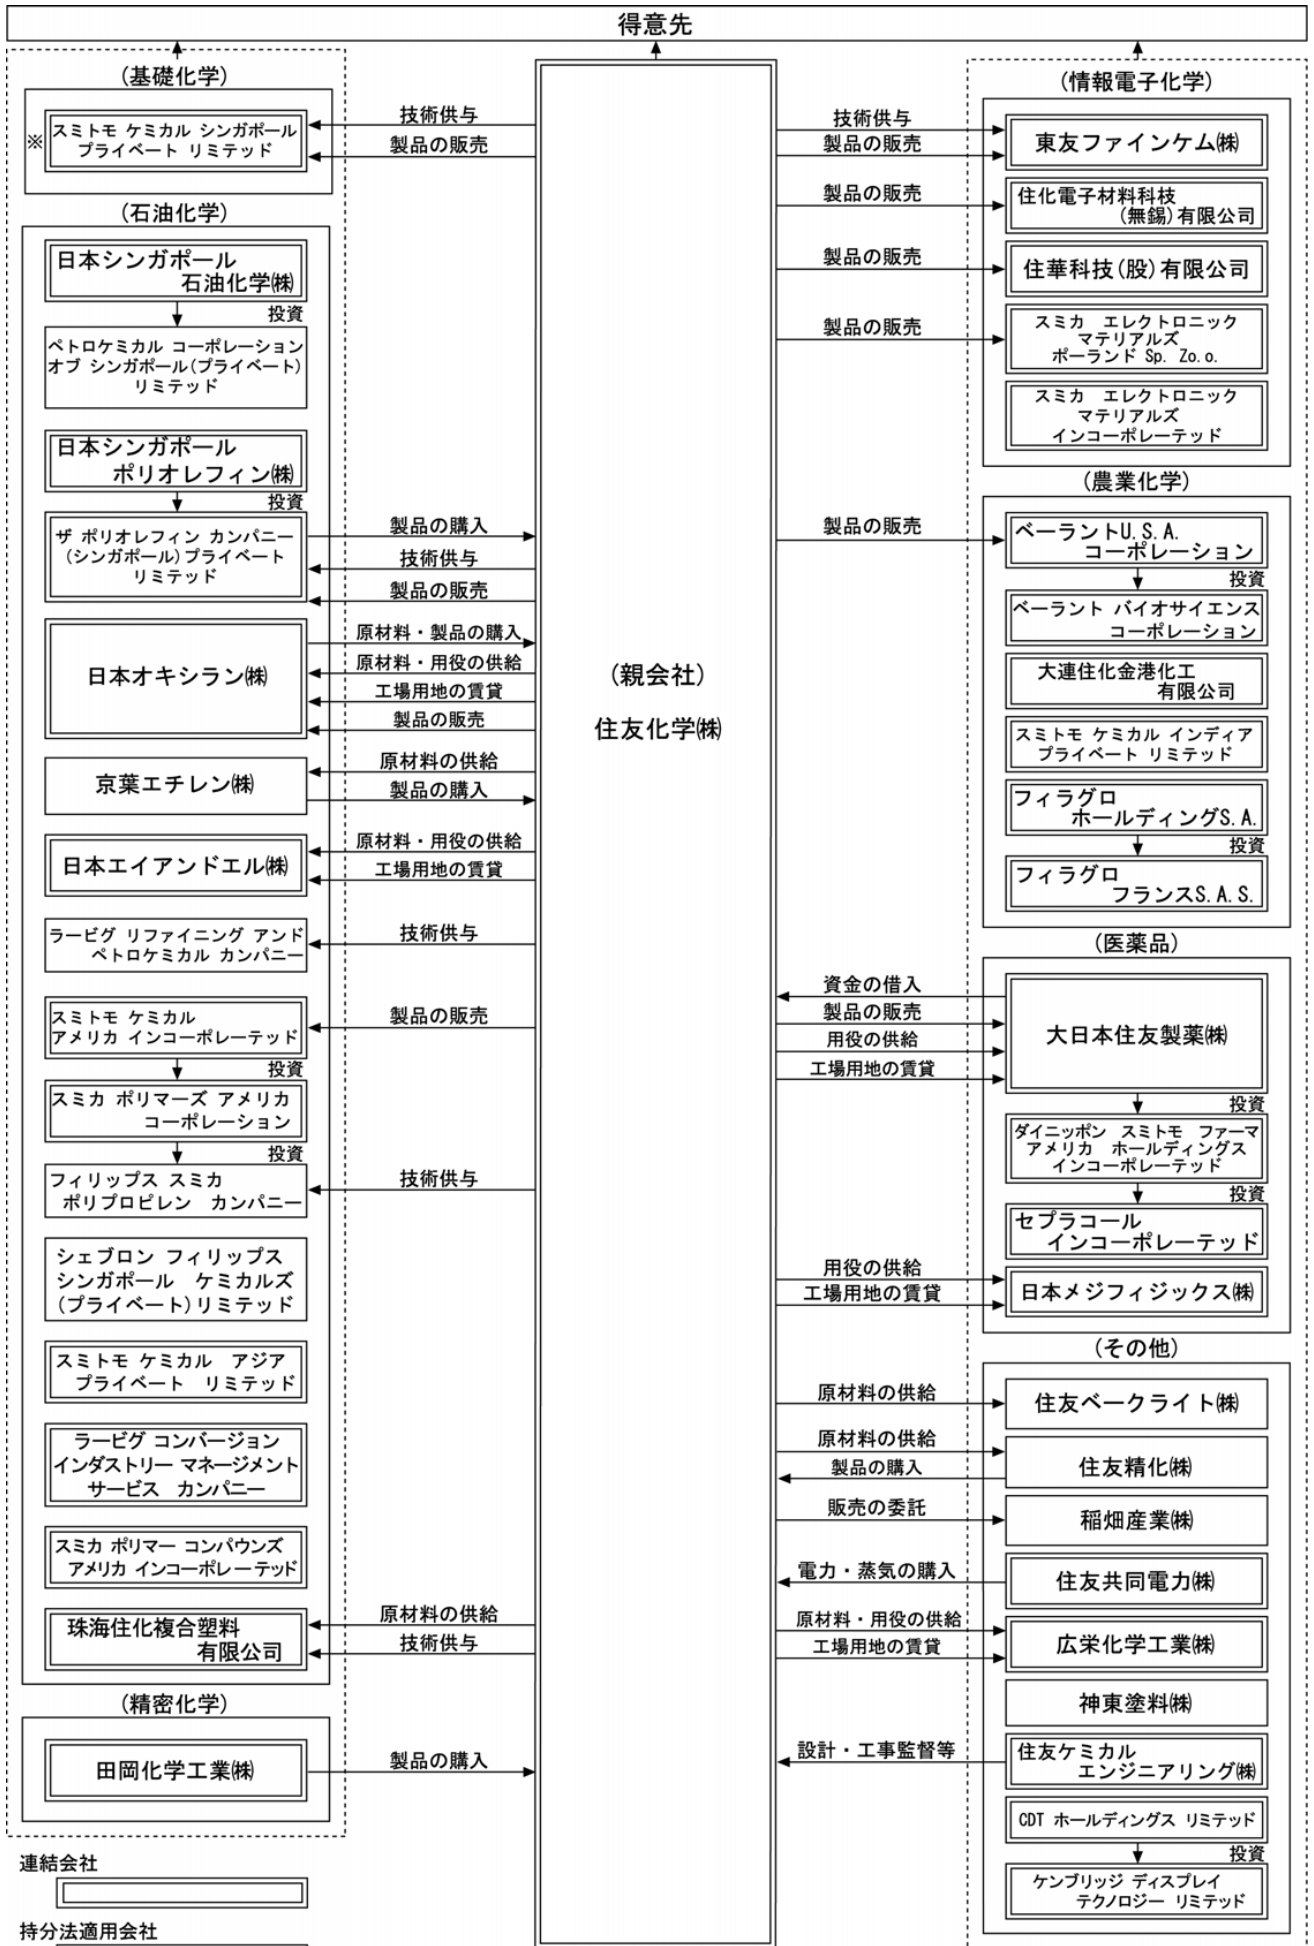 得意先
(基礎化学)
※
スミトモ ケミカル シンガポール
プライベート リミテッド
技術供与
製品の販売
(石油化学)
日本シンガポール
石油化学㈱
投資
ペトロケミカル コーポレーション
オブ シンガポール(プライベート)
リミテッド
日本シンガポール
ポリオレフィン㈱
投資
ザ ポリオレフィン カンパニー
(シンガポール)プライベート
リミテッド
製品の購入
技術供与
製品の販売
日本オキシラン㈱
原材料・製品の購入
原材料・用役の供給
工場用地の賃貸
製品の販売
京葉エチレン㈱
原材料の供給
製品の購入
日本エイアンドエル㈱
原材料・用役の供給
工場用地の賃貸
ラービグ リファイニング アンド
ペトロケミカル カンパニー
技術供与
スミトモ ケミカル
アメリカ インコーポレーテッド
製品の販売
投資
スミカ ポリマーズ アメリカ
コーポレーション
投資
フィリップス スミカ
ポリプロピレン カンパニー
技術供与
シェブロン フィリップス
シンガポール ケミカルズ
(プライベート)リミテッド
スミトモ ケミカル アジア
プライベート リミテッド
ラービグ コンバージョン
インダストリー マネージメント
サービス カンパニー
スミカ ポリマー コンパウンズ
アメリカ インコーポレーテッド
珠海住化複合塑料
有限公司
原材料の供給
技術供与
(精密化学)
田岡化学工業㈱
製品の購入
連結会社
持分法適用会社
(親会社)
住友化学㈱
(情報電子化学)
技術供与
製品の販売
東友ファインケム㈱
製品の販売
住化電子材料科技
(無錫)有限公司
製品の販売
住華科技(股)有限公司
製品の販売
スミカ エレクトロニック
マテリアルズ
ポーランド Sp. Zo.o.
スミカ エレクトロニック
マテリアルズ
インコーポレーテッド
(農業化学)
製品の販売
ベーラントU.S.A.
コーポレーション
投資
ベーラント バイオサイエンス
コーポレーション
大連住化金港化工
有限公司
スミトモ ケミカル インディア
プライベート リミテッド
フィラグロ
ホールディングS.A.
投資
フィラグロ
フランスS.A.S.
(医薬品)
資金の借入
製品の販売
用役の供給
工場用地の賃貸
大日本住友製薬㈱
投資
ダイニッポン スミトモ ファーマ
アメリカ ホールディングス
インコーポレーテッド
投資
セプラコール
インコーポレーテッド
用役の供給
工場用地の賃貸
日本メジフィジックス㈱
(その他)
原材料の供給
住友ベークライト㈱
原材料の供給
製品の購入
住友精化㈱
販売の委託
稲畑産業㈱
電力・蒸気の購入
住友共同電力㈱
原材料・用役の供給
工場用地の賃貸
広栄化学工業㈱
神東塗料㈱
設計・工事監督等
住友ケミカル
エンジニアリング㈱
CDT ホールディングス リミテッド
投資
ケンブリッジ ディスプレイ
テクノロジー リミテッド